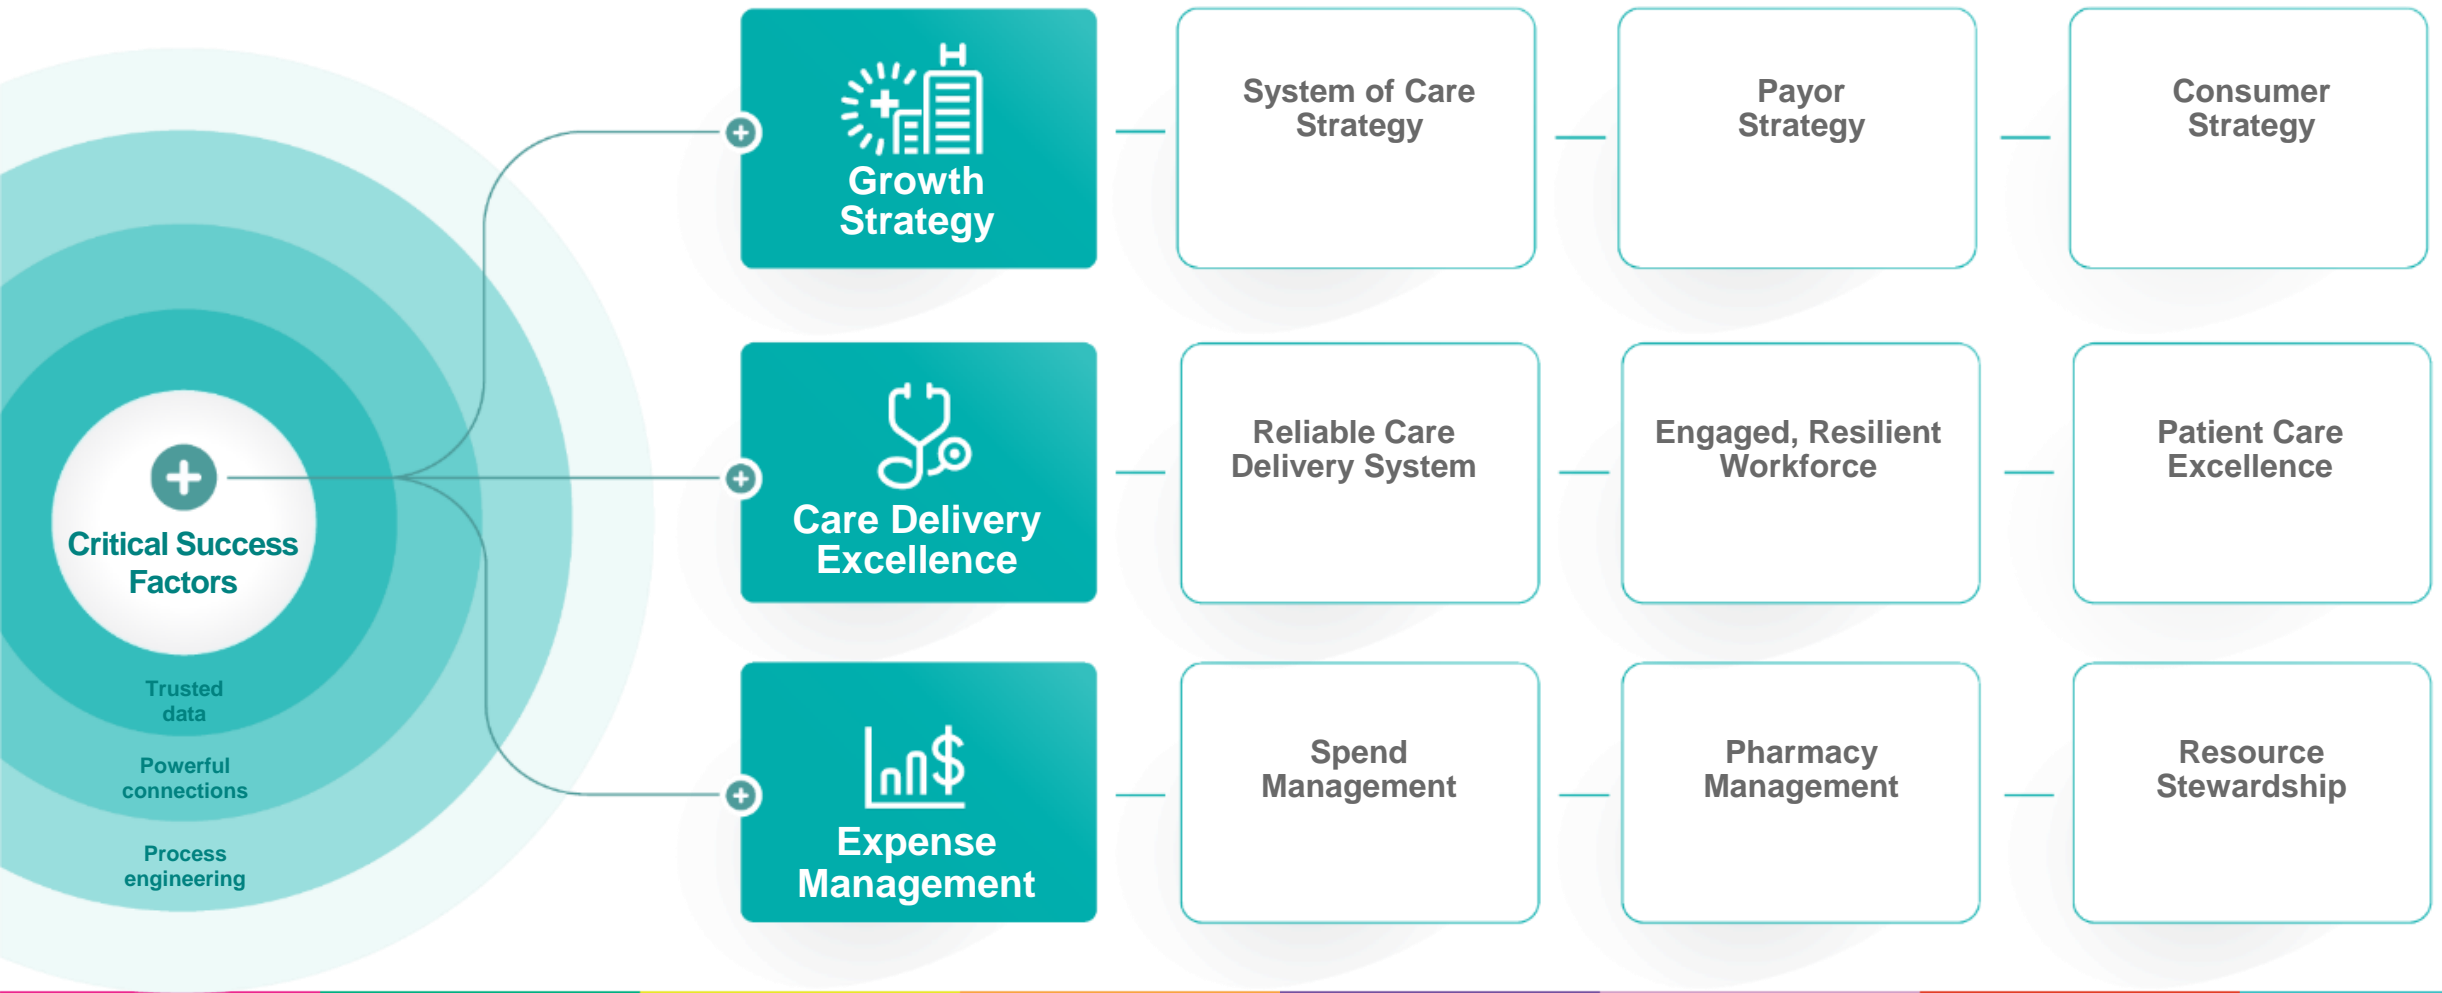 Critical Success
Factors
Trusted
data
Powerful
connections
Process
engineering
H
Growth
Strategy
System of Care
Strategy
Payor
Strategy
Consumer
Strategy
Care Delivery
Excellence
Reliable Care
Delivery System
Engaged, Resilient
Workforce
Patient Care
Excellence
$
Expense
Management
Spend
Management
Pharmacy
Management
Resource
Stewardship